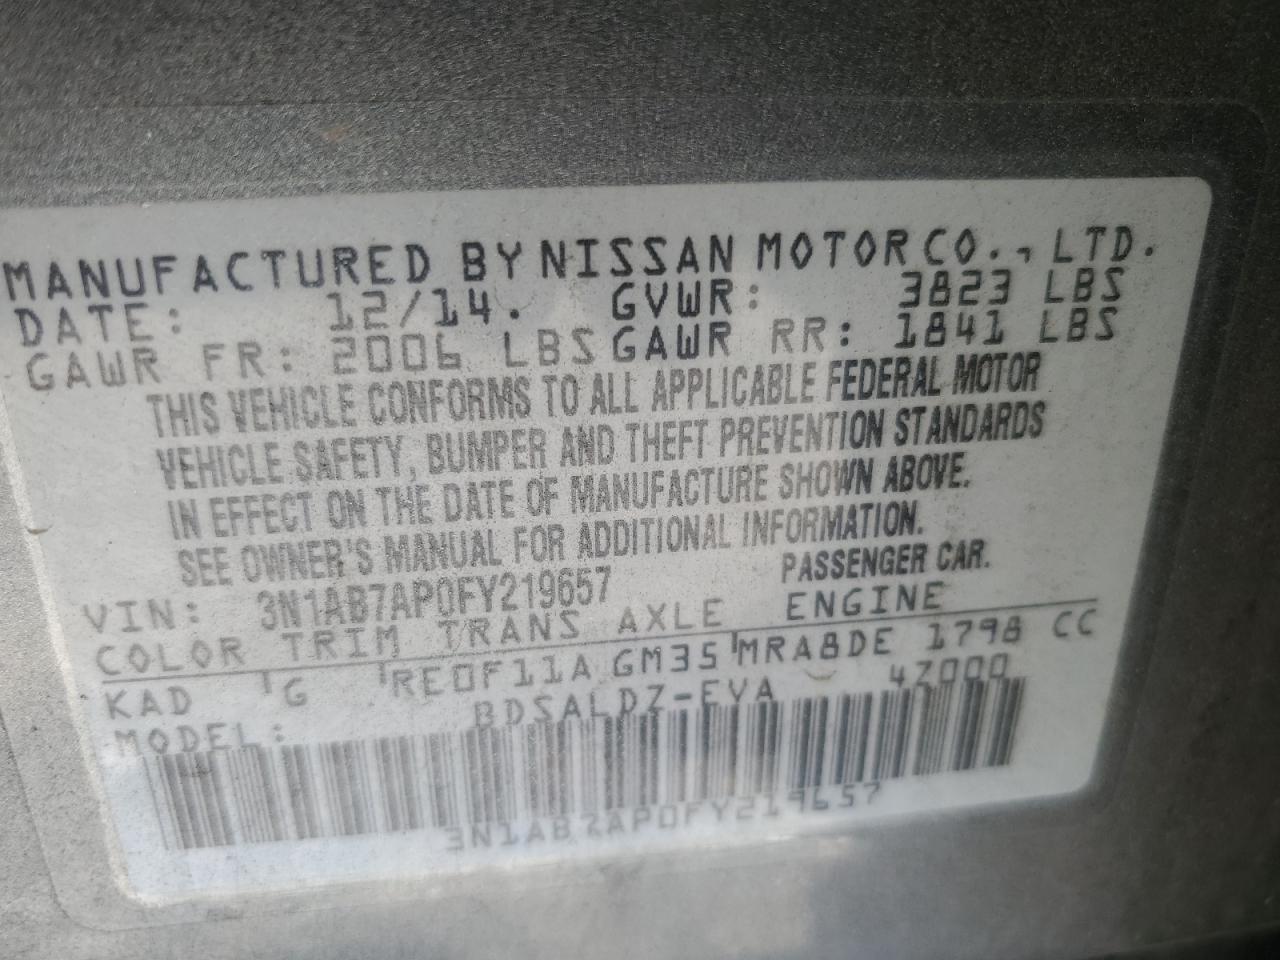 MANUFACTURED BY NISSAN MOTOR CO., LTD.
DATE: 12/14. GVWR: 3823 LBS
GAWR FR: 2006 LBS GAWR RR: 1841 LBS
THIS VEHICLE CONFORMS TO ALL APPLICABLE FEDERAL MOTOR
VEHICLE SAFETY, BUMPER AND THEFT PREVENTION STANDARDS
IN EFFECT ON THE DATE OF MANUFACTURE SHOWN ABOVE.
SEE OWNER'S MANUAL FOR ADDITIONAL INFORMATION.
VIN: 3N1AB7AP0FY219657 PASSENGER CAR.
COLOR TRIM TRANS AXLE ENGINE
KAD G RE0F11A GM35 MRA8DE 1798 CC
MODEL: BDSALDZ-EVA 4Z000
3N1AB7AP0FY219657